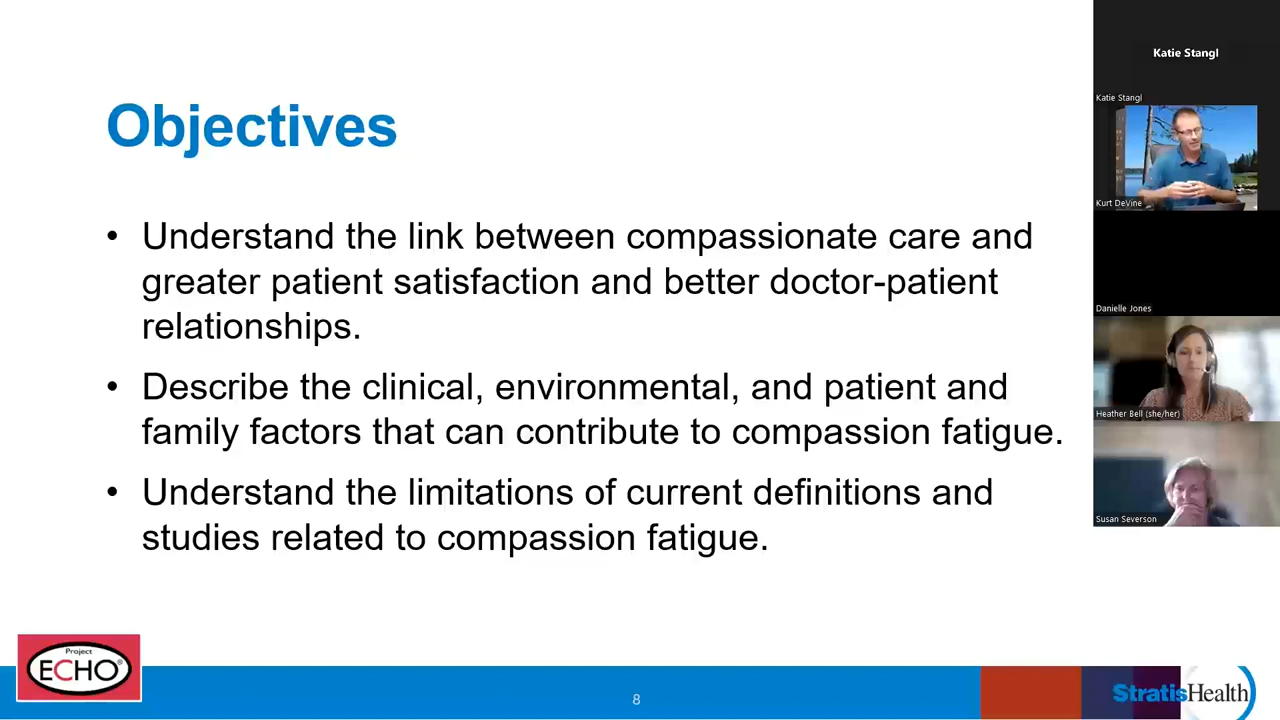 Objectives
• Understand the link between compassionate care and
greater patient satisfaction and better doctor-patient
relationships.
• Describe the clinical, environmental, and patient and
family factors that can contribute to compassion fatigue.
• Understand the limitations of current definitions and
studies related to compassion fatigue.
Katie Stangl
Katie Stangl
Kurt DeVine
Danielle Jones
Heather Bell (she/her)
Susan Severson
Project
ECHO®
8
StratisHealth